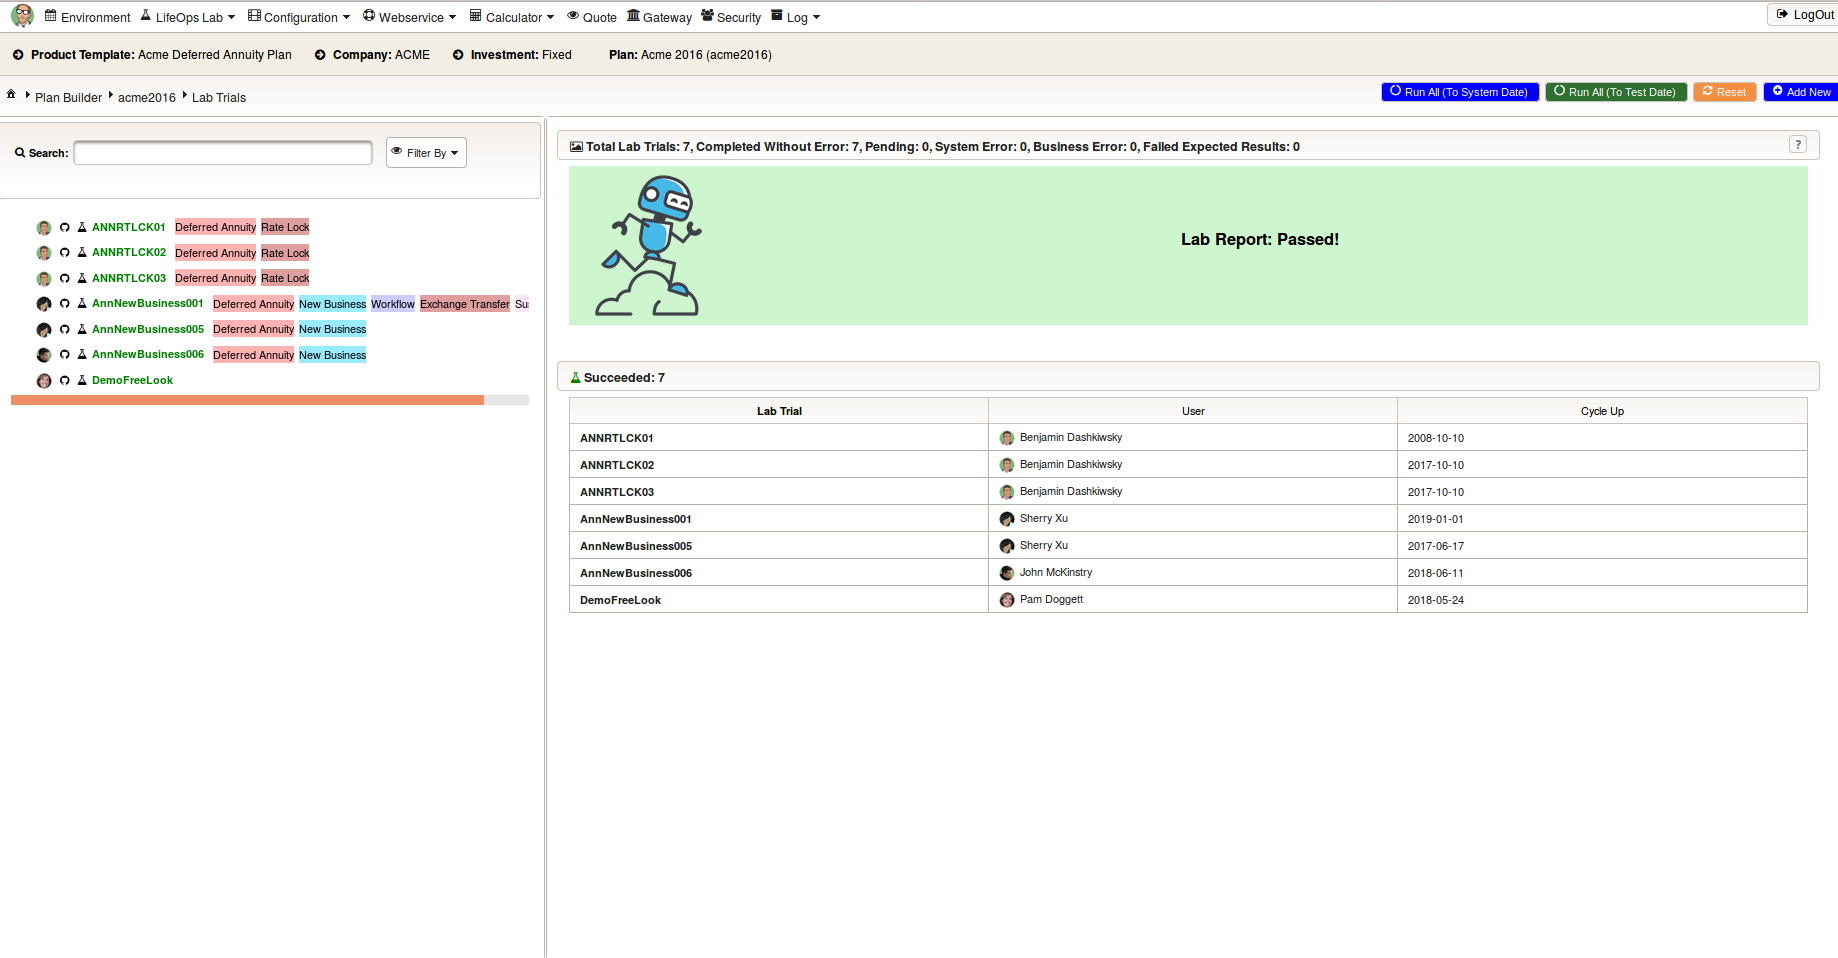 Environment LifeOps Lab Configuration Webservice Calculator Quote Gateway Security Log LogOut
Product Template: Acme Deferred Annuity Plan Company: ACME Investment: Fixed Plan: Acme 2016 (acme2016)
Plan Builder acme2016 Lab Trials Run All (To System Date) Run All (To Test Date) Reset Add New
Search: Filter By
ANNRTLCK01 Deferred Annuity Rate Lock
ANNRTLCK02 Deferred Annuity Rate Lock
ANNRTLCK03 Deferred Annuity Rate Lock
AnnNewBusiness001 Deferred Annuity New Business Workflow Exchange Transfer
AnnNewBusiness005 Deferred Annuity New Business
AnnNewBusiness006 Deferred Annuity New Business
DemoFreeLook
Total Lab Trials: 7, Completed Without Error: 7, Pending: 0, System Error: 0, Business Error: 0, Failed Expected Results: 0 ?
Lab Report: Passed!
Succeeded: 7
Lab Trial User Cycle Up
ANNRTLCK01 Benjamin Dashkiwsky 2008-10-10
ANNRTLCK02 Benjamin Dashkiwsky 2017-10-10
ANNRTLCK03 Benjamin Dashkiwsky 2017-10-10
AnnNewBusiness001 Sherry Xu 2019-01-01
AnnNewBusiness005 Sherry Xu 2017-06-17
AnnNewBusiness006 John McKinstry 2018-06-11
DemoFreeLook Pam Doggett 2018-05-24